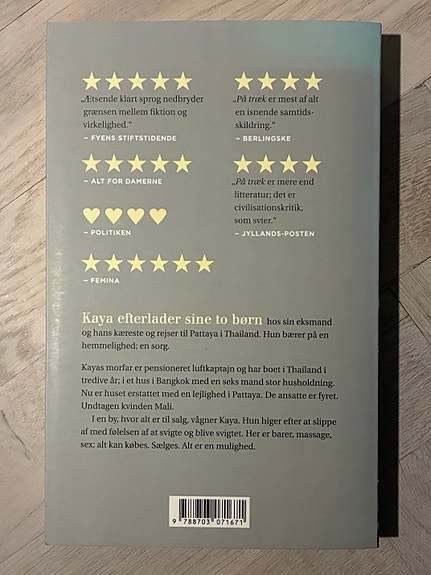 ★★★★★
„Ætsende klart sprog nedbryder
grænsen mellem fiktion og
virkelighed.”
– FYENS STIFTSTIDENDE
★★★★★
– ALT FOR DAMERNE
♥♥♥♥
– POLITIKEN
★★★★★★
– FEMINA
★★★★
„På træk er mest af alt
en isnende samtids-
skildring.”
– BERLINGSKE
★★★★
„På træk er mere end
litteratur; det er
civilisationskritik,
som svier.”
– JYLLANDS-POSTEN
Kaya efterlader sine to børn hos sin eksmand
og hans kæreste og rejser til Pattaya i Thailand. Hun bærer på en
hemmelighed; en sorg.
Kayas morfar er pensioneret luftkaptajn og har boet i Thailand i
tredive år; i et hus i Bangkok med en seks mand stor husholdning.
Nu er huset erstattet med en lejlighed i Pattaya. De ansatte er fyret.
Undtagen kvinden Mali.
I en by, hvor alt er til salg, vågner Kaya. Hun higer efter at slippe
af med følelsen af at svigte og blive svigtet. Her er barer, massage,
sex; alt kan købes. Sælges. Alt er en mulighed.
9 788703 071671